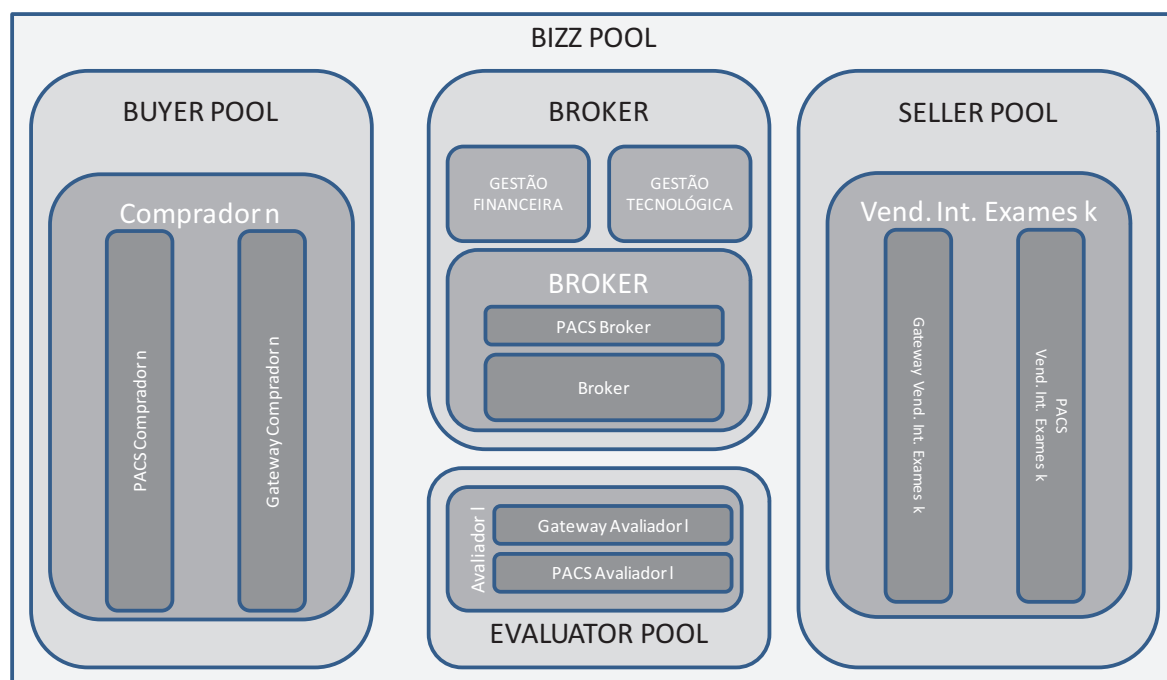 BIZZ POOL
BUYER POOL
Comprador n
PACS Comprador n
Gateway Comprador n
BROKER
GESTÃO
FINANCEIRA
GESTÃO
TECNOLÓGICA
BROKER
PACS Broker
Broker
Avaliador l
Gateway Avaliador l
PACS Avaliador l
EVALUATOR POOL
SELLER POOL
Vend. Int. Exames k
Gateway Vend. Int. Exames k
PACS
Vend. Int. Exames k